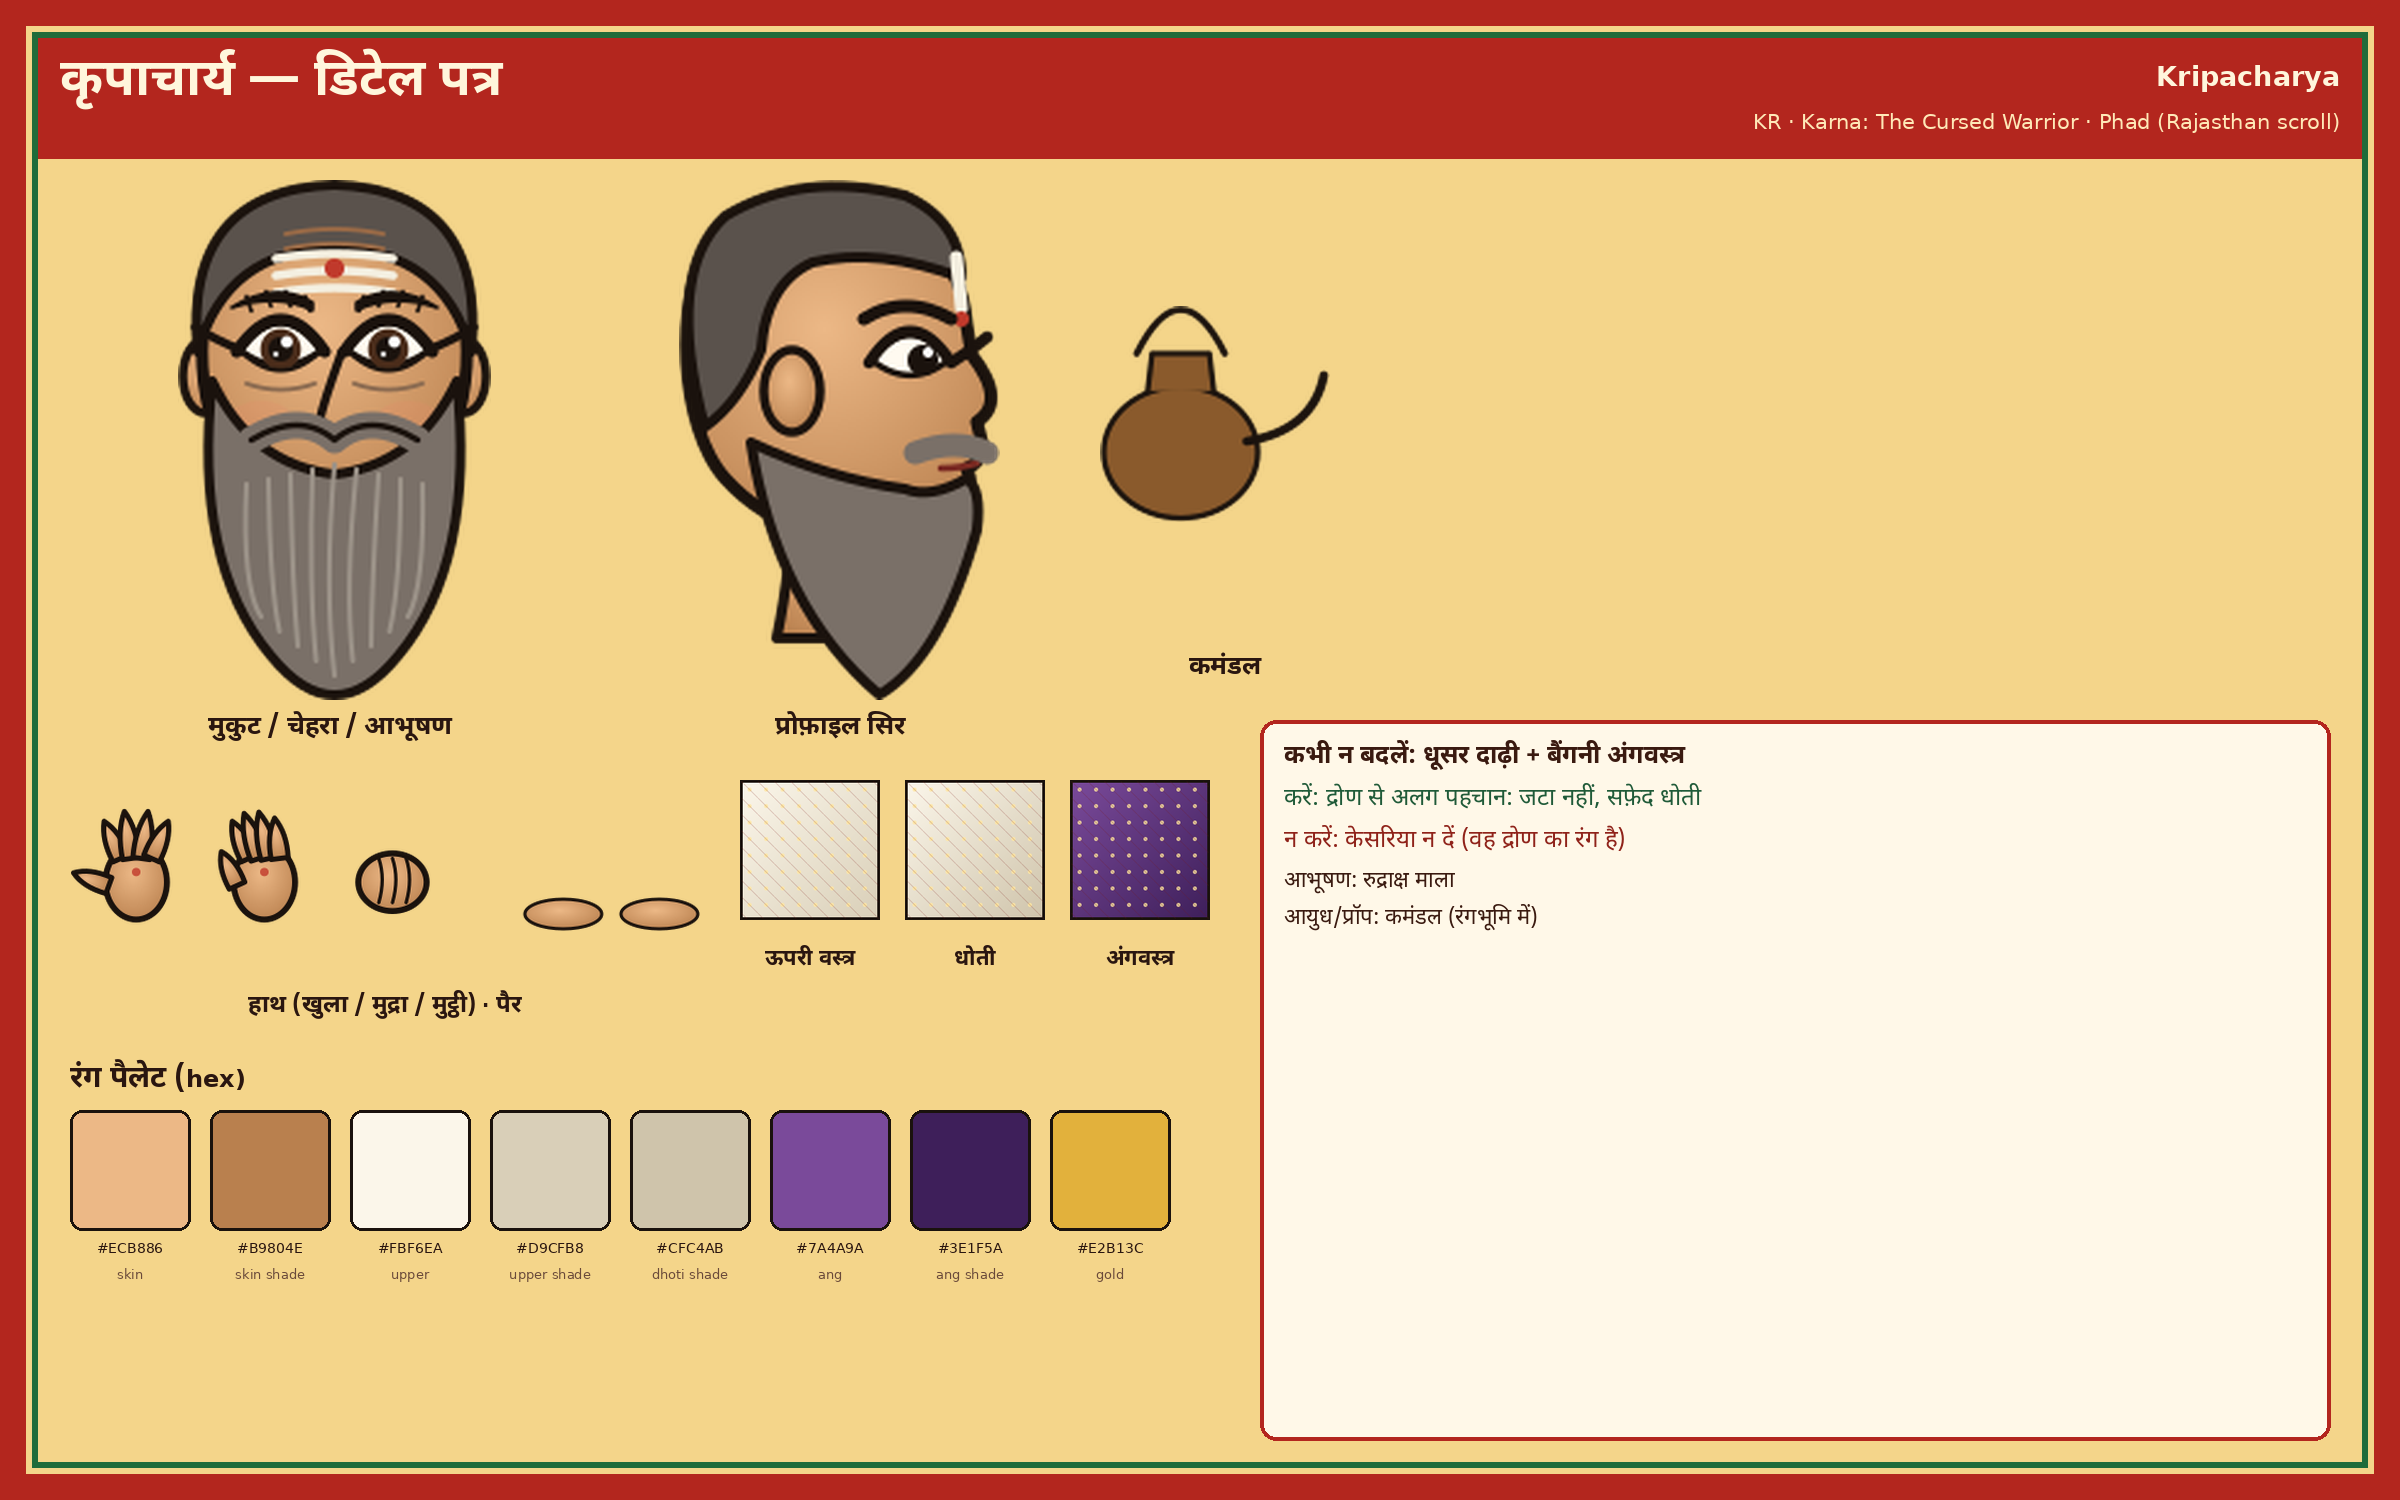 कृपाचार्य — डिटेल पत्र
Kripacharya
KR · Karna: The Cursed Warrior · Phad (Rajasthan scroll)
कमंडल
मुकुट / चेहरा / आभूषण
प्रोफ़ाइल सिर
कभी न बदलें: धूसर दाढ़ी + बैंगनी अंगवस्त्र
करें: द्रोण से अलग पहचान: जटा नहीं, सफ़ेद धोती
न करें: केसरिया न दें (वह द्रोण का रंग है)
आभूषण: रुद्राक्ष माला
आयुध/प्रॉप: कमंडल (रंगभूमि में)
ऊपरी वस्त्र
धोती
अंगवस्त्र
हाथ (खुला / मुद्रा / मुट्ठी) · पैर
रंग पैलेट (hex)
#ECB886
#B9804E
#FBF6EA
#D9CFB8
#CFC4AB
#7A4A9A
#3E1F5A
#E2B13C
skin
skin shade
upper
upper shade
dhoti shade
ang
ang shade
gold